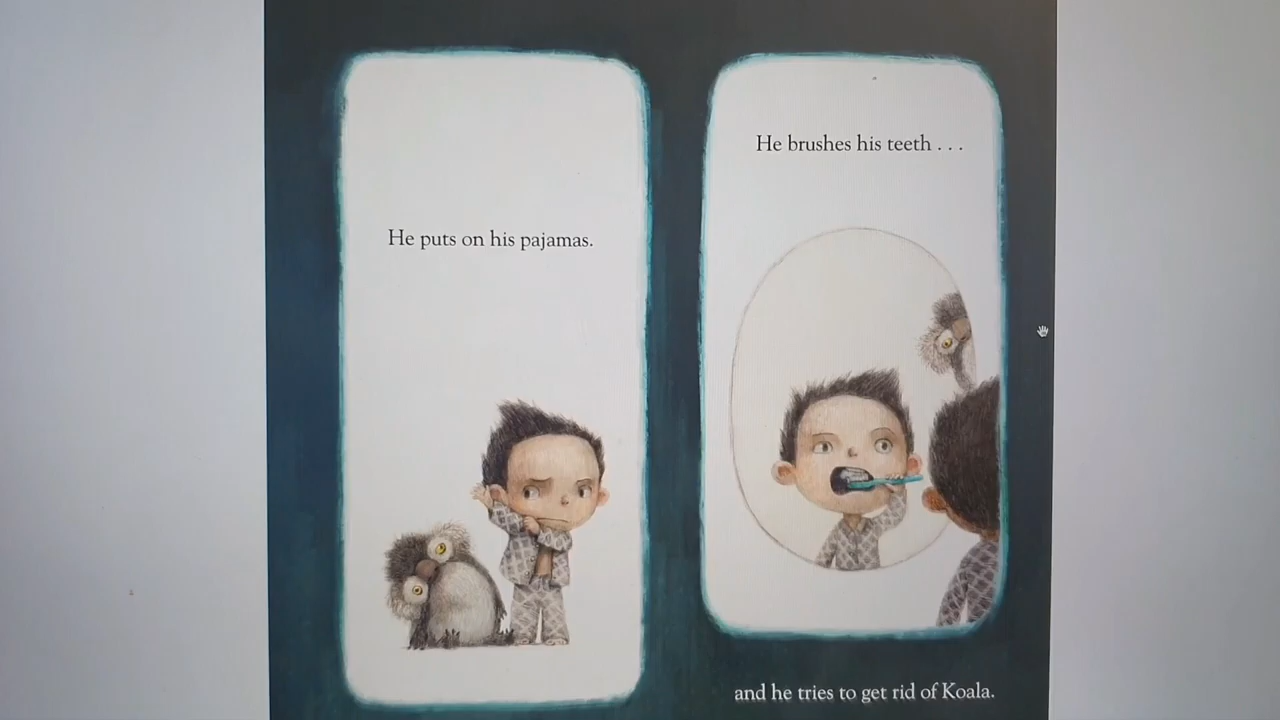 He puts on his pajamas.
He brushes his teeth . . .
and he tries to get rid of Koala.